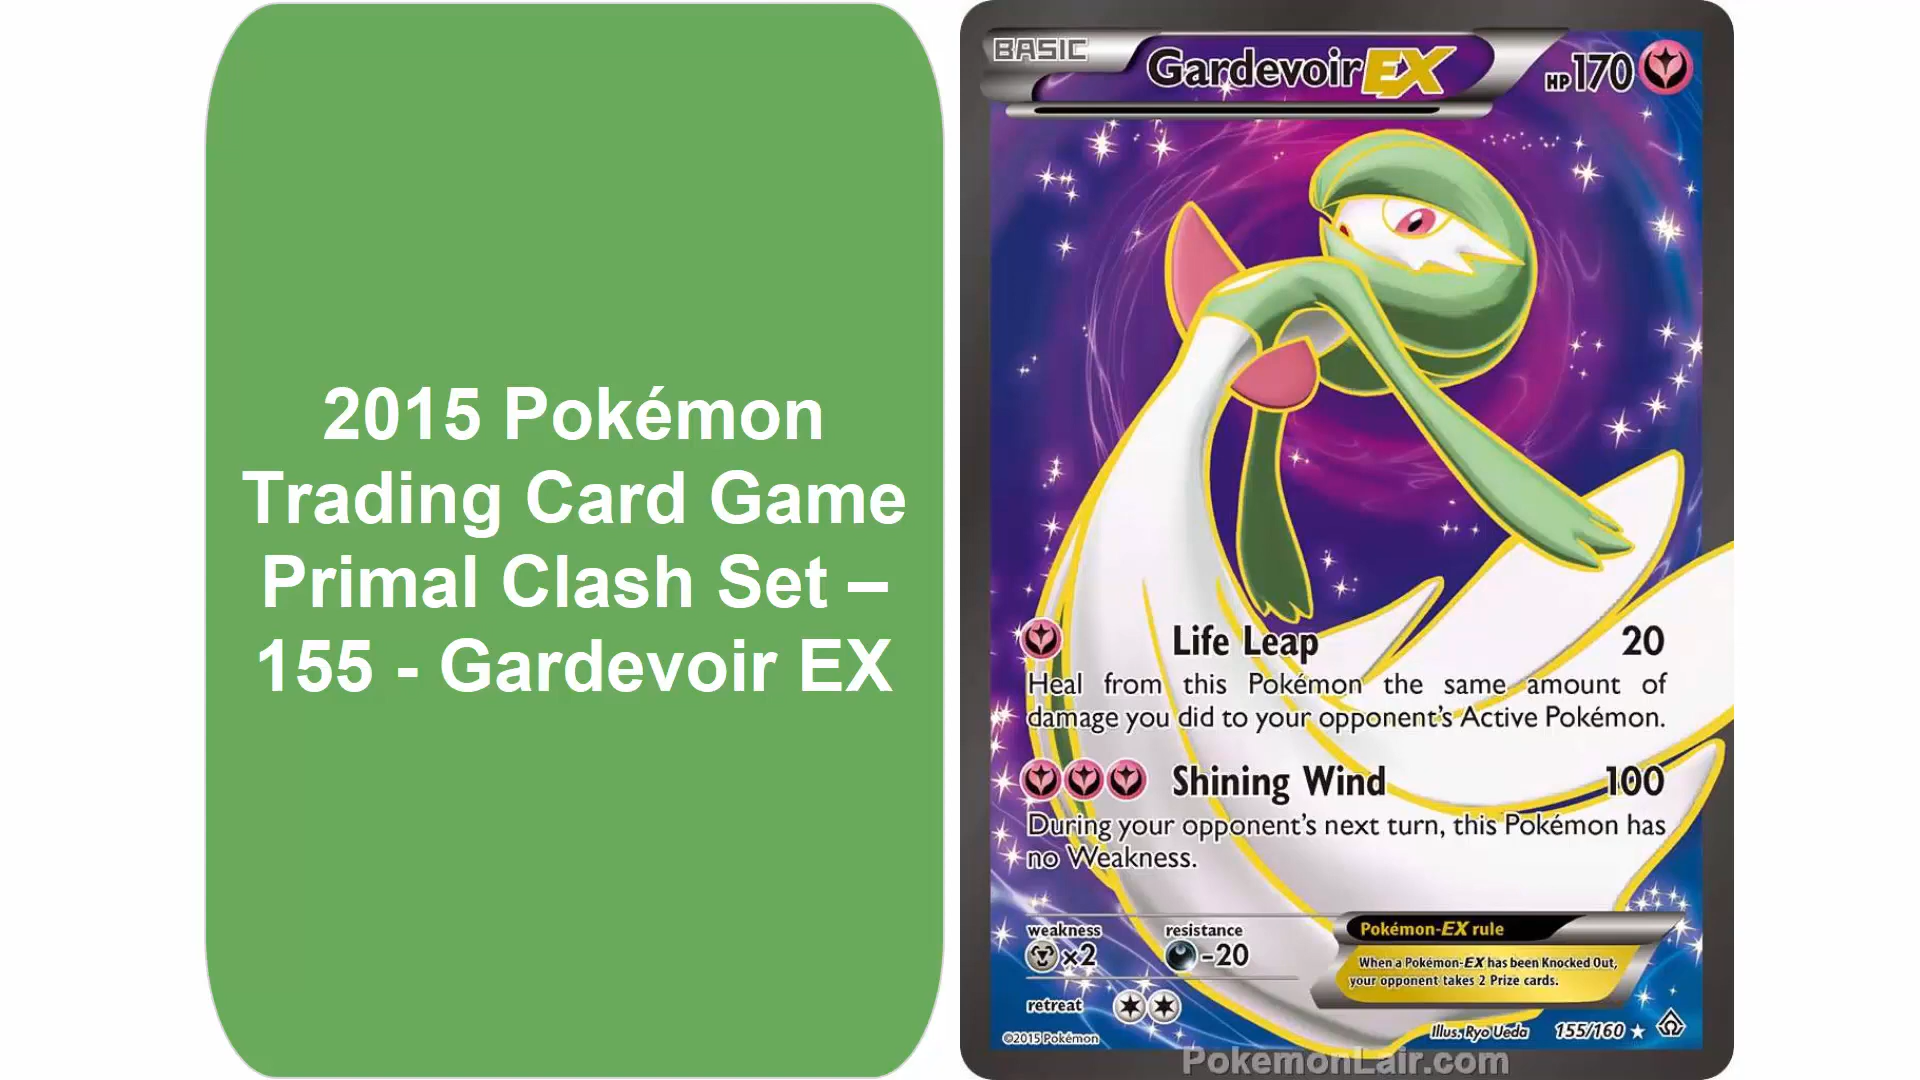 2015 Pokémon
Trading Card Game
Primal Clash Set –
155 - Gardevoir EX
BASIC
Gardevoir EX
HP170
Life Leap 20
Heal from this Pokémon the same amount of
damage you did to your opponent's Active Pokémon.
Shining Wind 100
During your opponent's next turn, this Pokémon has
no Weakness.
weakness resistance
×2 -20
retreat
Pokémon-EX rule
When a Pokémon-EX has been Knocked Out,
your opponent takes 2 Prize cards.
Illus. Ryo Ueda 155/160
©2015 Pokémon
PokemonLair.com